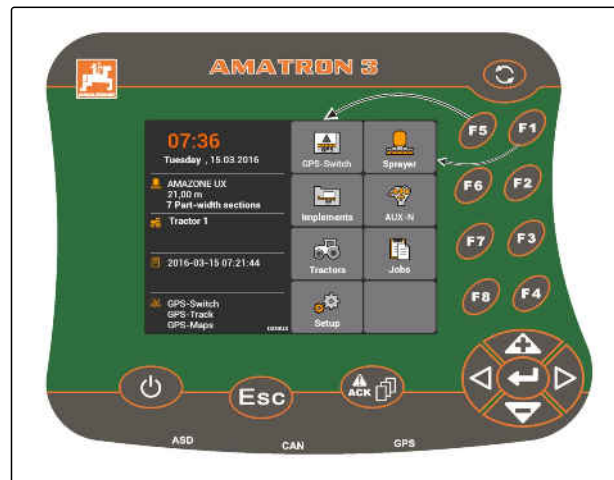 AMATRON 3
07:36
Tuesday , 15.03.2016
AMAZONE UX
21,00 m
7 Part-width sections
Tractor 1
2016-03-15 07:21:44
GPS-Switch
GPS-Track
GPS-Maps
GPS-Switch
Sprayer
Implements
AUX-N
Tractors
Jobs
Setup
F5
F1
F6
F2
F7
F3
F8
F4
Esc
ACK
ASD
CAN
GPS